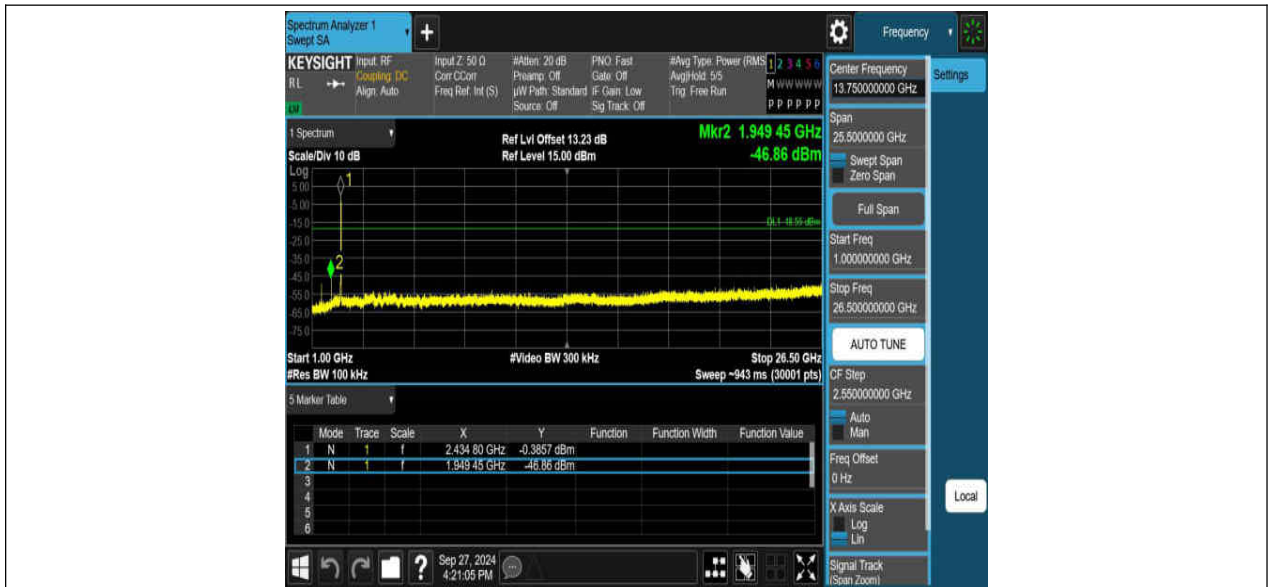 Spectrum Analyzer 1
Swept SA
+
Frequency
KEYSIGHT
RL
Input: RF
Coupling: DC
Align: Auto
Input Z: 50 Ω
Corr CCorr
Freq Ref: Int (S)
#Atten: 20 dB
Preamp: Off
µW Path: Standard
Source: Off
PNO: Fast
Gate: Off
IF Gain: Low
Sig Track: Off
#Avg Type: Power (RMS
Avg|Hold: 5/5
Trig: Free Run
1 2 3 4 5 6
M W W W W W
P P P P P P
Center Frequency
13.750000000 GHz
Settings
1 Spectrum
Scale/Div 10 dB
Ref Lvl Offset 13.23 dB
Ref Level 15.00 dBm
Mkr2 1.949 45 GHz
-46.86 dBm
Span
25.5000000 GHz
Swept Span
Zero Span
Full Span
Log
5.00
-5.00
-15.0
-25.0
-35.0
-45.0
-55.0
-65.0
-75.0
1
2
DL1 -18.55 dBm
Start Freq
1.000000000 GHz
Stop Freq
26.500000000 GHz
AUTO TUNE
Start 1.00 GHz
#Video BW 300 kHz
Stop 26.50 GHz
#Res BW 100 kHz
Sweep ~943 ms (30001 pts)
CF Step
2.550000000 GHz
Auto
Man
5 Marker Table
Mode Trace Scale X Y Function Function Width Function Value
1 N 1 f 2.434 80 GHz -0.3857 dBm
2 N 1 f 1.949 45 GHz -46.86 dBm
3
4
5
6
Freq Offset
0 Hz
X Axis Scale
Log
Lin
Local
Signal Track
(Span Zoom)
?
Sep 27, 2024
4:21:05 PM